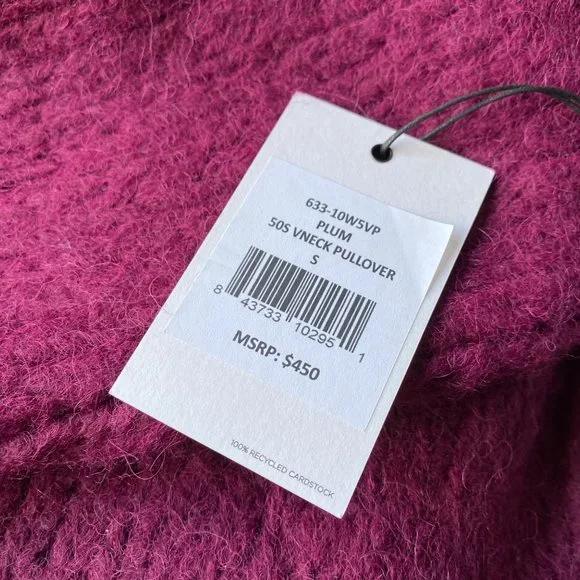 633-10W5VP
PLUM
50S VNECK PULLOVER
S
8 43733 10295 1
MSRP: $450
100% RECYCLED CARDSTOCK